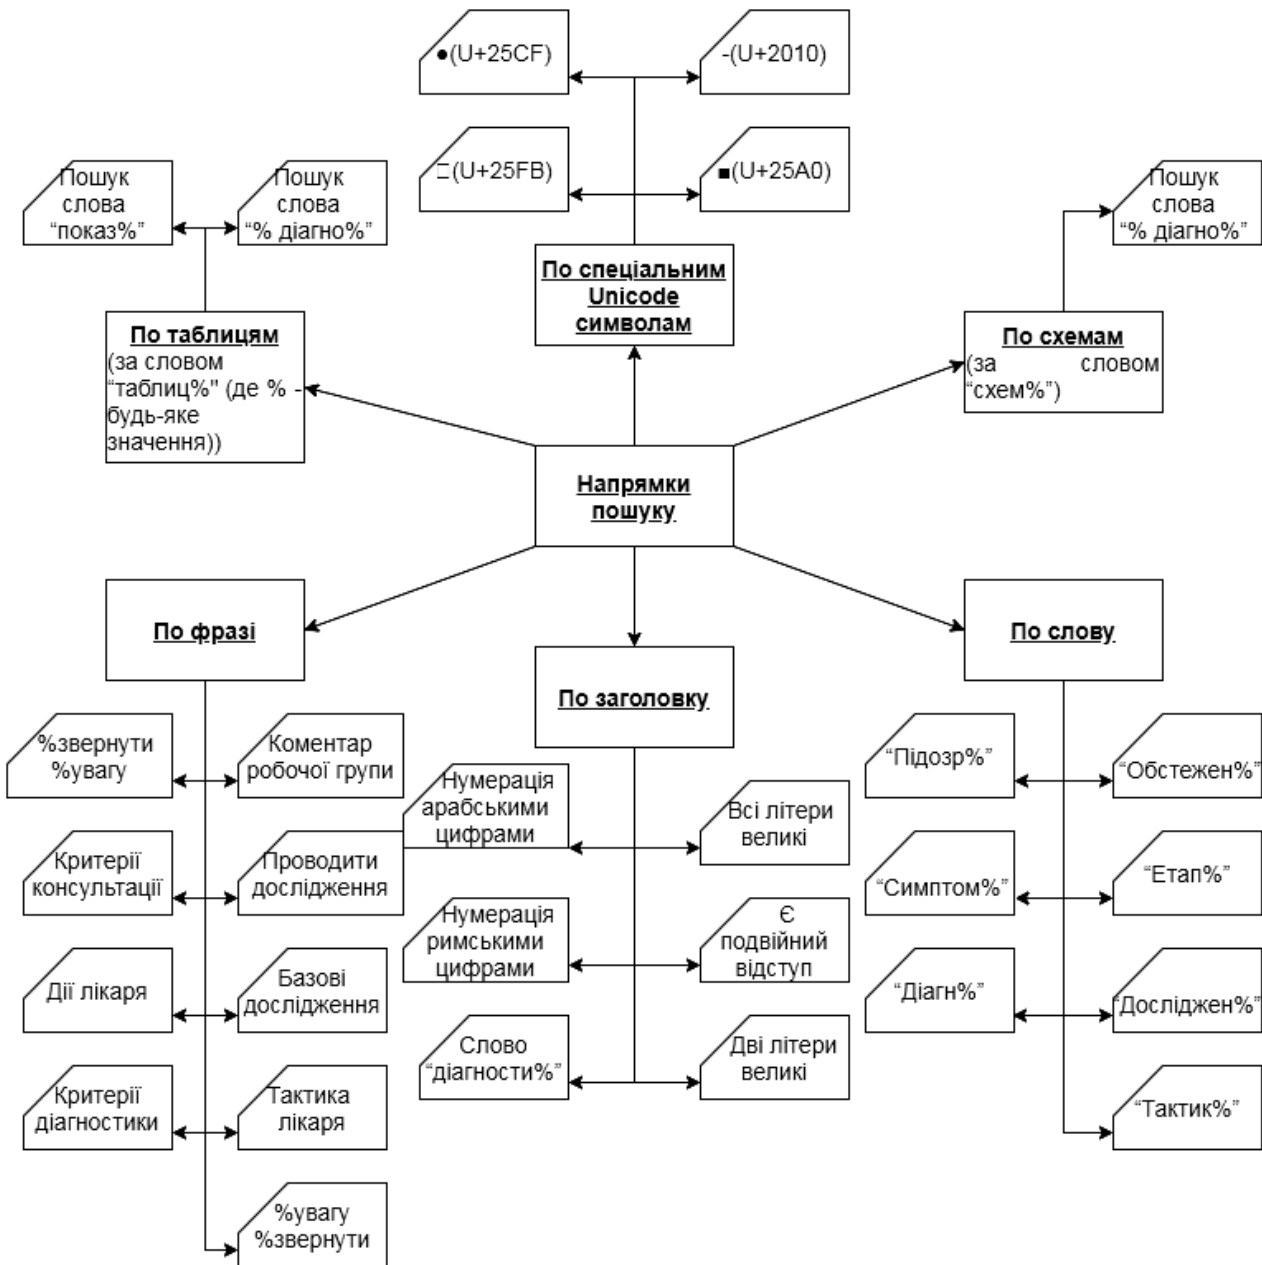 ●(U+25CF)
-(U+2010)
□(U+25FB)
■(U+25A0)
Пошук
слова
“показ%”
Пошук
слова
“% діагно%”
Пошук
слова
“% діагно%”
По спеціальним
Unicode
символам
По таблицям
(за словом
“таблиц%" (де % -
будь-яке
значення))
По схемам
(за словом
“схем%”)
Напрямки
пошуку
По фразі
По заголовку
По слову
%звернути
%увагу
Коментар
робочої групи
Критерії
консультації
Проводити
дослідження
Дії лікаря
Базові
дослідження
Критерії
діагностики
Тактика
лікаря
%увагу
%звернути
Нумерація
арабськими
цифрами
Всі літери
великі
Нумерація
римськими
цифрами
Є
подвійний
відступ
Слово
“діагности%”
Дві літери
великі
“Підозр%”
“Обстежен%”
“Симптом%”
“Етап%”
“Діагн%”
“Досліджен%”
“Тактик%”